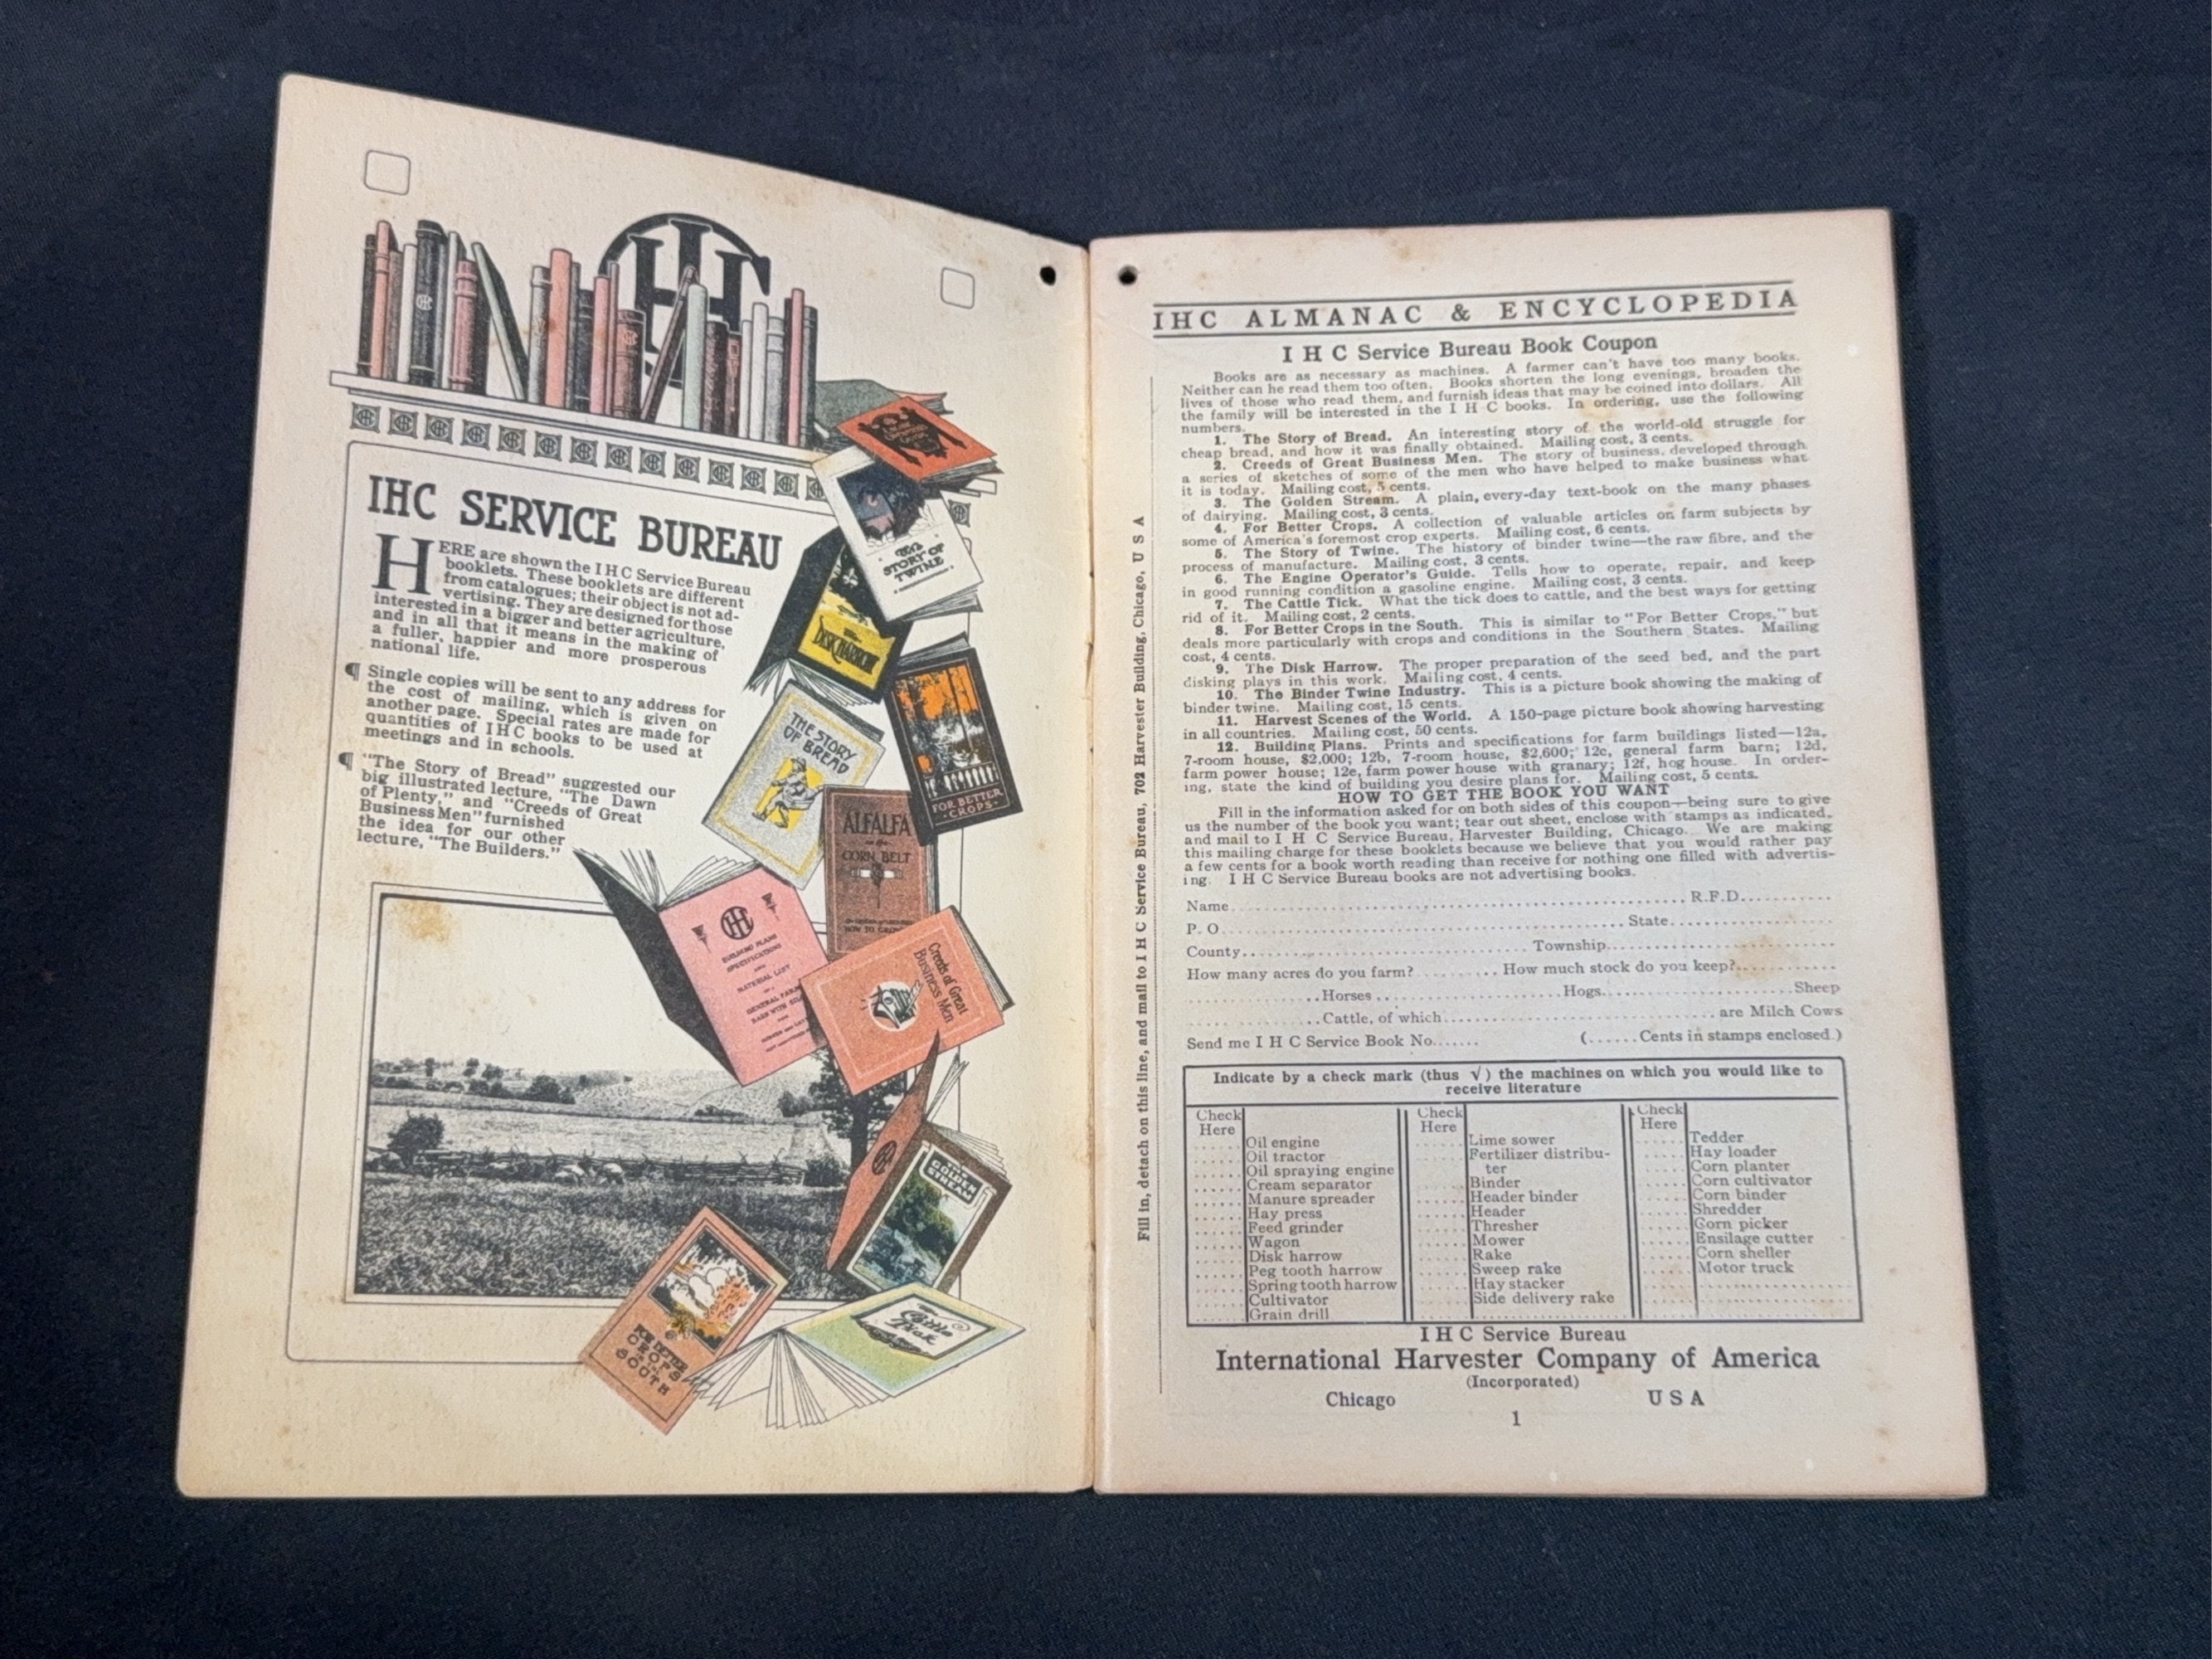 IHC
IHC SERVICE BUREAU
HERE are shown the I H C Service Bureau
booklets. These booklets are different
from catalogues; their object is not ad-
vertising. They are designed for those
interested in a bigger and better agriculture,
and in all that it means in the making of
a fuller, happier and more prosperous
national life.
¶ Single copies will be sent to any address for
the cost of mailing, which is given on
another page. Special rates are made for
quantities of I H C books to be used at
meetings and in schools.
¶ "The Story of Bread" suggested our
big illustrated lecture, "The Dawn
of Plenty," and "Creeds of Great
Business Men" furnished
the idea for our other
lecture, "The Builders."
The
STORY OF
TWINE
The
DISK HARROW
THE STORY
OF BREAD
FOR BETTER
·CROPS·
ALFALFA
in the
CORN BELT
HOW TO GROW
IHC
BUILDING PLANS
SPECIFICATIONS
AND
MATERIAL LIST
GENERAL FARM
BARN WITH
Creeds of Great
Business Men
THE
GOLDEN
STREAM
FOR BETTER
CROPS
IN THE
SOUTH
Cattle
Tick
Fill in, detach on this line, and mail to I H C Service Bureau, 702 Harvester Building, Chicago, U S A
IHC ALMANAC & ENCYCLOPEDIA
I H C Service Bureau Book Coupon
Books are as necessary as machines. A farmer can't have too many books.
Neither can he read them too often. Books shorten the long evenings, broaden the
lives of those who read them, and furnish ideas that may be coined into dollars. All
the family will be interested in the I H C books. In ordering, use the following
numbers.
1. The Story of Bread. An interesting story of the world-old struggle for
cheap bread, and how it was finally obtained. Mailing cost, 3 cents.
2. Creeds of Great Business Men. The story of business, developed through
a series of sketches of some of the men who have helped to make business what
it is today. Mailing cost, 5 cents.
3. The Golden Stream. A plain, every-day text-book on the many phases
of dairying. Mailing cost, 3 cents.
4. For Better Crops. A collection of valuable articles on farm subjects by
some of America's foremost crop experts. Mailing cost, 6 cents.
5. The Story of Twine. The history of binder twine—the raw fibre, and the
process of manufacture. Mailing cost, 3 cents.
6. The Engine Operator's Guide. Tells how to operate, repair, and keep
in good running condition a gasoline engine. Mailing cost, 3 cents.
7. The Cattle Tick. What the tick does to cattle, and the best ways for getting
rid of it. Mailing cost, 2 cents.
8. For Better Crops in the South. This is similar to "For Better Crops," but
deals more particularly with crops and conditions in the Southern States. Mailing
cost, 4 cents.
9. The Disk Harrow. The proper preparation of the seed bed, and the part
disking plays in this work. Mailing cost, 4 cents.
10. The Binder Twine Industry. This is a picture book showing the making of
binder twine. Mailing cost, 15 cents.
11. Harvest Scenes of the World. A 150-page picture book showing harvesting
in all countries. Mailing cost, 50 cents.
12. Building Plans. Prints and specifications for farm buildings listed—12a,
7-room house, $2,000; 12b, 7-room house, $2,600; 12c, general farm barn; 12d,
farm power house; 12e, farm power house with granary; 12f, hog house. In order-
ing, state the kind of building you desire plans for. Mailing cost, 5 cents.
HOW TO GET THE BOOK YOU WANT
Fill in the information asked for on both sides of this coupon—being sure to give
us the number of the book you want; tear out sheet, enclose with stamps as indicated,
and mail to I H C Service Bureau, Harvester Building, Chicago. We are making
this mailing charge for these booklets because we believe that you would rather pay
a few cents for a book worth reading than receive for nothing one filled with advertis-
ing. I H C Service Bureau books are not advertising books.
Name.......... R.F.D..........
P. O.......... State..........
County.......... Township..........
How many acres do you farm?.......... How much stock do you keep?..........
..........Horses..........Hogs..........Sheep
..........Cattle, of which..........are Milch Cows
Send me I H C Service Book No....... (......Cents in stamps enclosed.)
Indicate by a check mark (thus √) the machines on which you would like to
receive literature
Check
Here
Oil engine
Oil tractor
Oil spraying engine
Cream separator
Manure spreader
Hay press
Feed grinder
Wagon
Disk harrow
Peg tooth harrow
Spring tooth harrow
Cultivator
Grain drill
Check
Here
Lime sower
Fertilizer distribu-
ter
Binder
Header binder
Header
Thresher
Mower
Rake
Sweep rake
Hay stacker
Side delivery rake
Check
Here
Tedder
Hay loader
Corn planter
Corn cultivator
Corn binder
Shredder
Corn picker
Ensilage cutter
Corn sheller
Motor truck
I H C Service Bureau
International Harvester Company of America
(Incorporated)
Chicago U S A
1